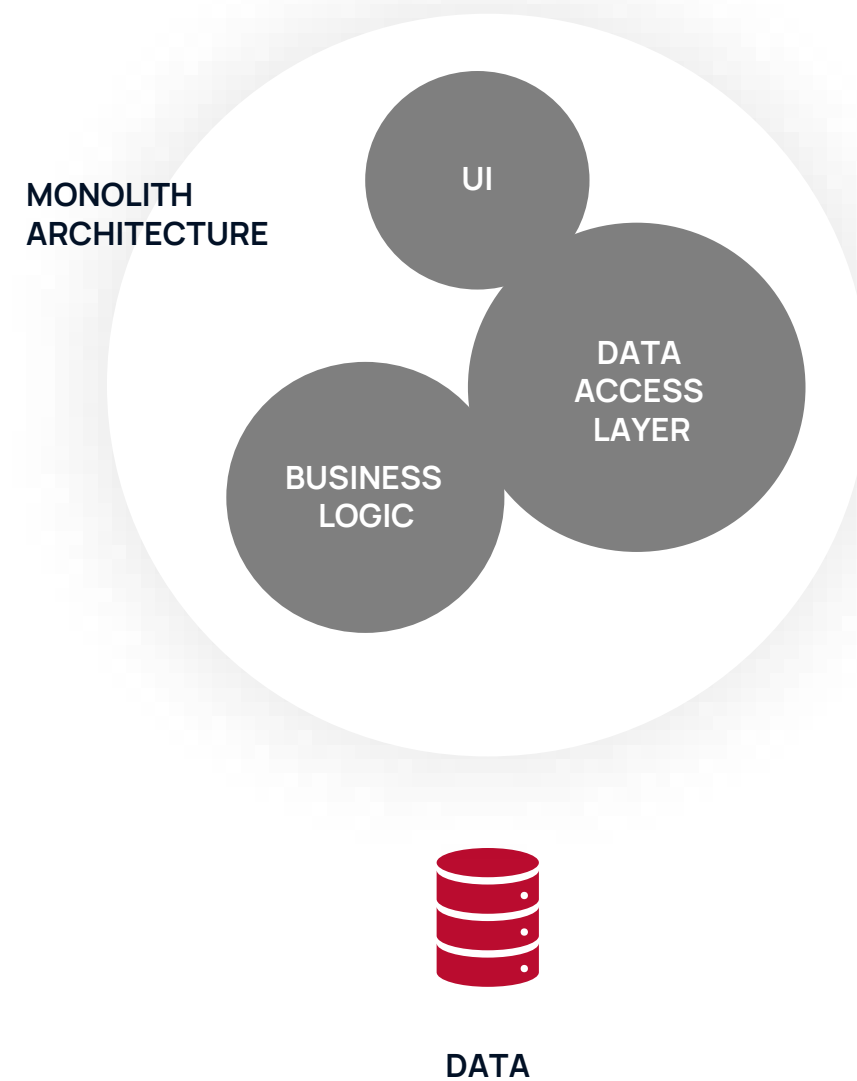 UI
MONOLITH
ARCHITECTURE
DATA
ACCESS
LAYER
BUSINESS
LOGIC
DATA